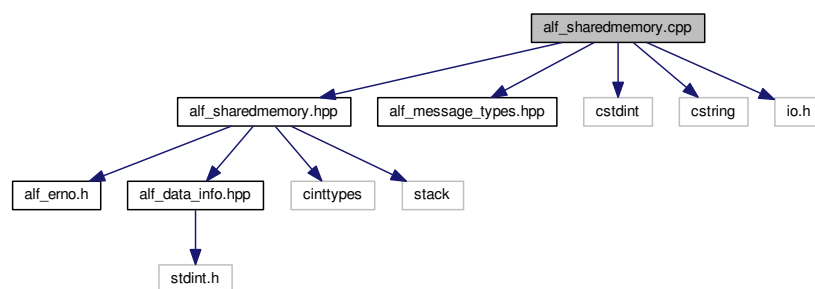 alf_sharedmemory.cpp
alf_sharedmemory.hpp alf_message_types.hpp cstdint cstring io.h
alf_erno.h alf_data_info.hpp cinttypes stack
stdint.h